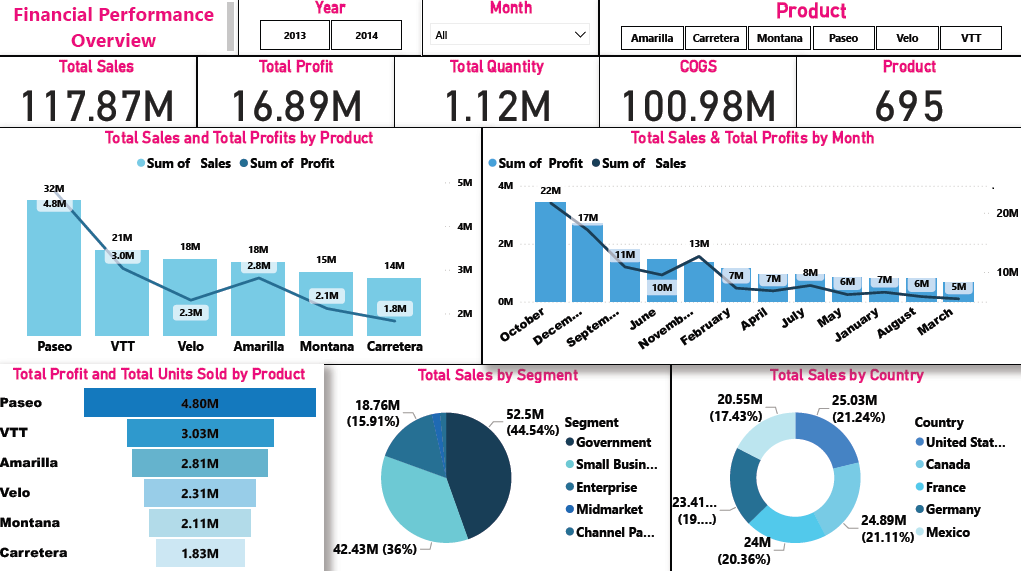 Financial Performance
Overview
Year
2013
2014
Month
All
Product
Amarilla
Carretera
Montana
Paseo
Velo
VTT
Total Sales
117.87M
Total Profit
16.89M
Total Quantity
1.12M
COGS
100.98M
Product
695
Total Sales and Total Profits by Product
Sum of Sales
Sum of Profit
32M
4.8M
21M
3.0M
18M
2.3M
18M
2.8M
15M
2.1M
14M
1.8M
5M
4M
3M
2M
Paseo
VTT
Velo
Amarilla
Montana
Carretera
Total Sales & Total Profits by Month
Sum of Profit
Sum of Sales
4M
2M
0M
22M
17M
11M
10M
13M
7M
7M
8M
6M
7M
6M
5M
20M
10M
October
Decem...
Septem...
June
Novemb...
February
April
July
May
January
August
March
Total Profit and Total Units Sold by Product
Paseo
4.80M
VTT
3.03M
Amarilla
2.81M
Velo
2.31M
Montana
2.11M
Carretera
1.83M
Total Sales by Segment
18.76M
(15.91%)
52.5M
(44.54%)
42.43M (36%)
Segment
Government
Small Busin...
Enterprise
Midmarket
Channel Pa...
Total Sales by Country
20.55M
(17.43%)
25.03M
(21.24%)
23.41...
(19....)
24M
(20.36%)
24.89M
(21.11%)
Country
United Stat...
Canada
France
Germany
Mexico